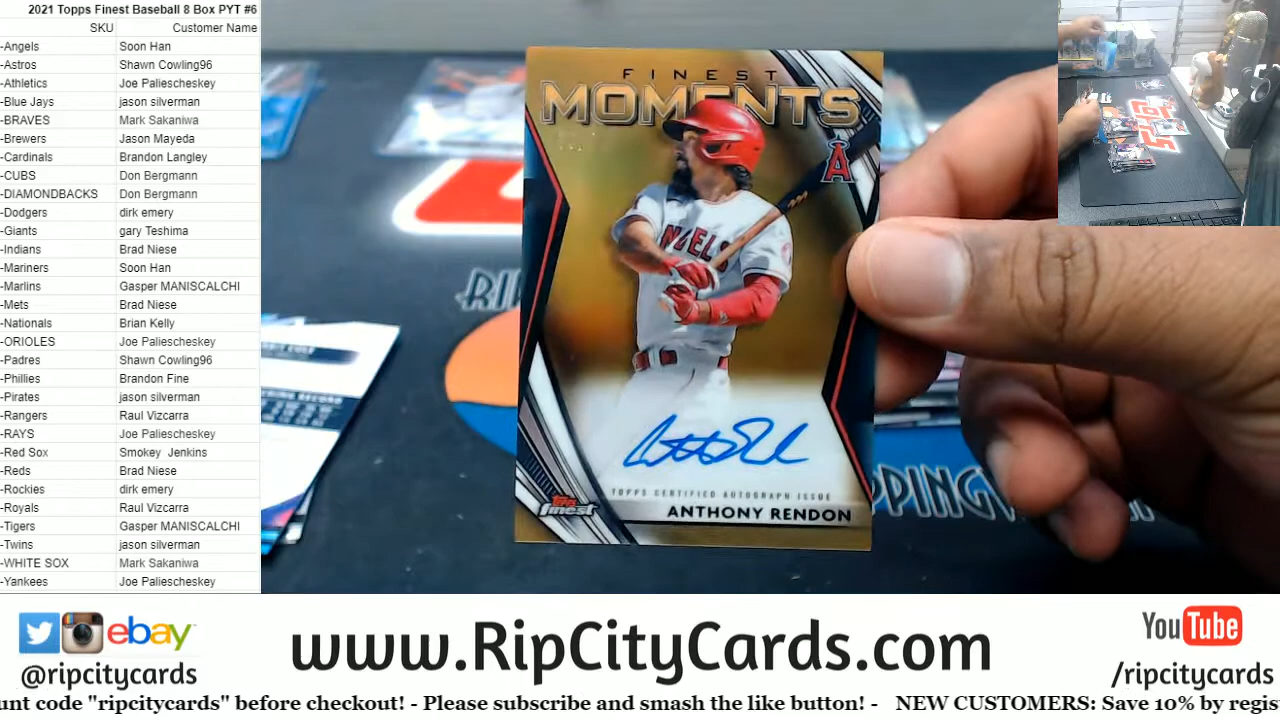 2021 Topps Finest Baseball 8 Box PYT #6
SKU Customer Name
-Angels Soon Han
-Astros Shawn Cowling96
-Athletics Joe Paliescheskey
-Blue Jays jason silverman
-BRAVES Mark Sakaniwa
-Brewers Jason Mayeda
-Cardinals Brandon Langley
-CUBS Don Bergmann
-DIAMONDBACKS Don Bergmann
-Dodgers dirk emery
-Giants gary Teshima
-Indians Brad Niese
-Mariners Soon Han
-Marlins Gasper MANISCALCHI
-Mets Brad Niese
-Nationals Brian Kelly
-ORIOLES Joe Paliescheskey
-Padres Shawn Cowling96
-Phillies Brandon Fine
-Pirates jason silverman
-Rangers Raul Vizcarra
-RAYS Joe Paliescheskey
-Red Sox Smokey Jenkins
-Reds Brad Niese
-Rockies dirk emery
-Royals Raul Vizcarra
-Tigers Gasper MANISCALCHI
-Twins jason silverman
-WHITE SOX Mark Sakaniwa
-Yankees Joe Paliescheskey
FINEST
MOMENTS
A
ANGELS
TOPPS CERTIFIED AUTOGRAPH ISSUE
Topps finest
ANTHONY RENDON
RIP
PPING
ebay
@ripcitycards
www.RipCityCards.com
YouTube
/ripcitycards
unt code "ripcitycards" before checkout! - Please subscribe and smash the like button! - NEW CUSTOMERS: Save 10% by regis